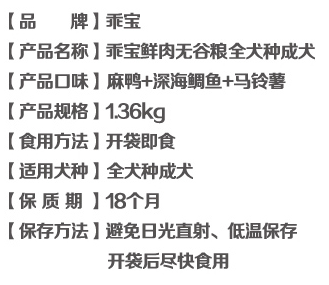 【品　　牌】乖宝
【产品名称】乖宝鲜肉无谷粮全犬种成犬
【产品口味】麻鸭+深海鲷鱼+马铃薯
【产品规格】1.36kg
【食用方法】开袋即食
【适用犬种】全犬种成犬
【保 质 期 】18个月
【保存方法】避免日光直射、低温保存
开袋后尽快食用